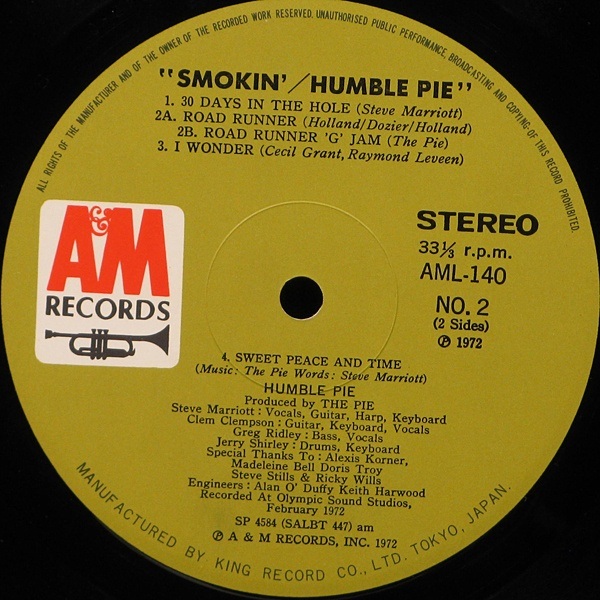 ALL RIGHTS OF THE MANUFACTURER AND OF THE OWNER OF THE RECORDED WORK RESERVED. UNAUTHORISED PUBLIC PERFORMANCE, BROADCASTING AND COPYING OF THIS RECORD PROHIBITED.
"SMOKIN'/HUMBLE PIE"
1. 30 DAYS IN THE HOLE (Steve Marriott)
2A. ROAD RUNNER (Holland/Dozier/Holland)
2B. ROAD RUNNER 'G' JAM (The Pie)
3. I WONDER (Cecil Grant, Raymond Leveen)
A&M
RECORDS
STEREO
33⅓ r.p.m.
AML-140
NO. 2
(2 Sides)
Ⓟ 1972
4. SWEET PEACE AND TIME
(Music: The Pie Words: Steve Marriott)
HUMBLE PIE
Produced by THE PIE
Steve Marriott: Vocals, Guitar, Harp, Keyboard
Clem Clempson: Guitar, Keyboard, Vocals
Greg Ridley: Bass, Vocals
Jerry Shirley: Drums, Keyboard
Special Thanks To: Alexis Korner,
Madeleine Bell Doris Troy
Steve Stills & Ricky Wills
Engineers: Alan O' Duffy Keith Harwood
Recorded At Olympic Sound Studios,
February 1972
SP 4584 (SALBT 447) am
Ⓟ A & M RECORDS, INC. 1972
MANUFACTURED BY KING RECORD CO., LTD. TOKYO, JAPAN.